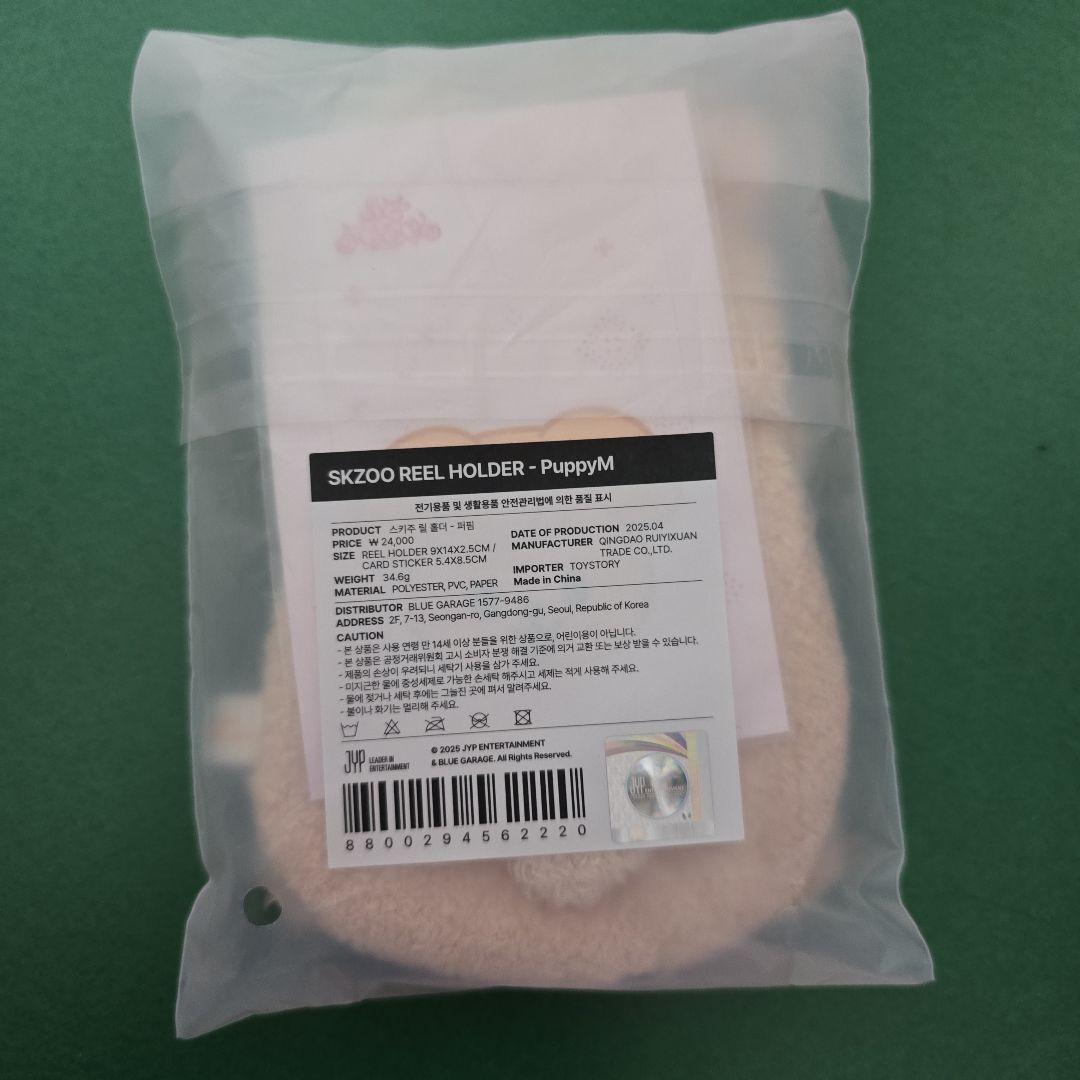 SKZOO REEL HOLDER - PuppyM
전기용품 및 생활용품 안전관리법에 의한 품질 표시
PRODUCT 스키주 릴 홀더 - 퍼핌
PRICE ₩ 24,000
SIZE REEL HOLDER 9X14X2.5CM /
CARD STICKER 5.4X8.5CM
WEIGHT 34.6g
MATERIAL POLYESTER, PVC, PAPER
DATE OF PRODUCTION 2025.04
MANUFACTURER QINGDAO RUIYIXUAN
TRADE CO.,LTD.
IMPORTER TOYSTORY
Made in China
DISTRIBUTOR BLUE GARAGE 1577-9486
ADDRESS 2F, 7-13, Seongan-ro, Gangdong-gu, Seoul, Republic of Korea
CAUTION
- 본 상품은 사용 연령 만 14세 이상 분들을 위한 상품으로, 어린이용이 아닙니다.
- 본 상품은 공정거래위원회 고시 소비자 분쟁 해결 기준에 의거 교환 또는 보상 받을 수 있습니다.
- 제품의 손상이 우려되니 세탁기 사용을 삼가 주세요.
- 미지근한 물에 중성세제로 가능한 손세탁 해주시고 세제는 적게 사용해 주세요.
- 물에 젖거나 세탁 후에는 그늘진 곳에 펴서 말려주세요.
- 불이나 화기는 멀리해 주세요.
JYP LEADER IN
ENTERTAINMENT
© 2025 JYP ENTERTAINMENT
& BLUE GARAGE. All Rights Reserved.
8800294562220
JYP ENTERTAINMENT